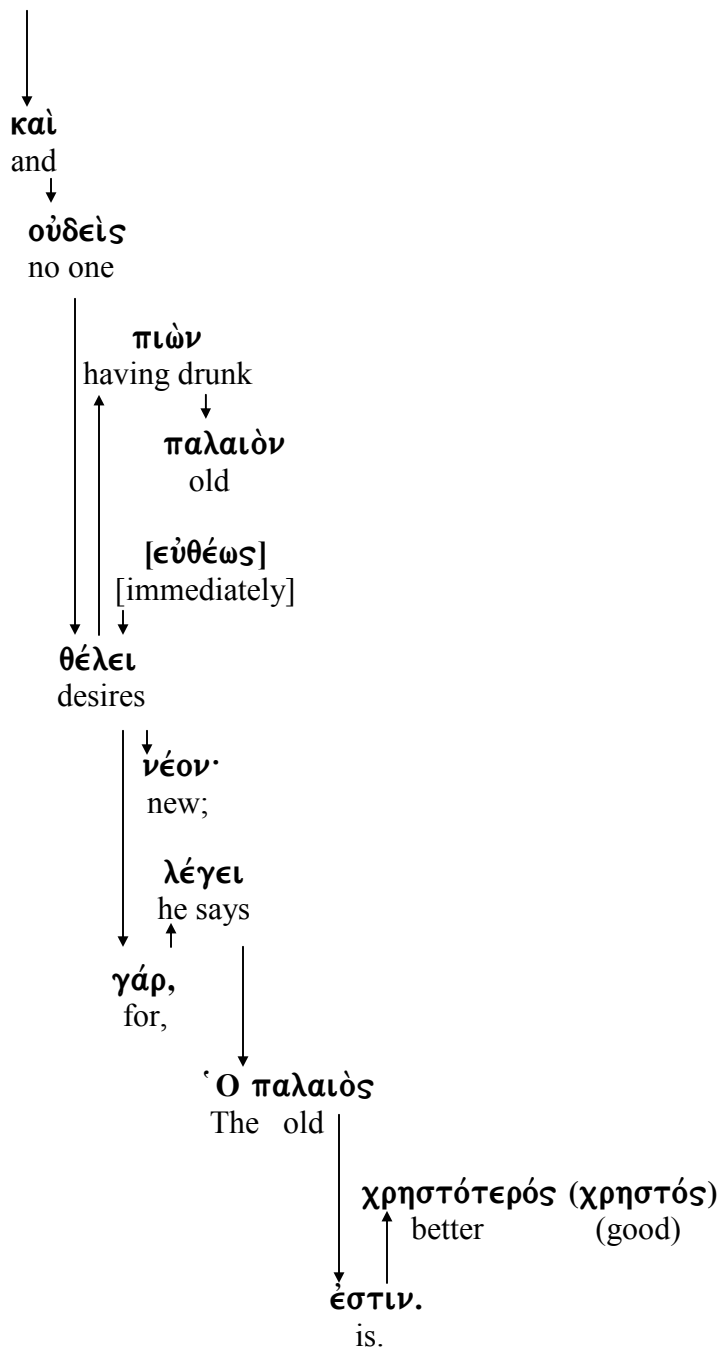 καὶ
and
οὐδεὶς
no one
πιὼν
having drunk
παλαιὸν
old
[εὐθέως]
[immediately]
θέλει
desires
νέον·
new;
λέγει
he says
γάρ,
for,
Ὁ παλαιὸς
The old
χρηστότερός (χρηστός)
better (good)
ἐστιν.
is.